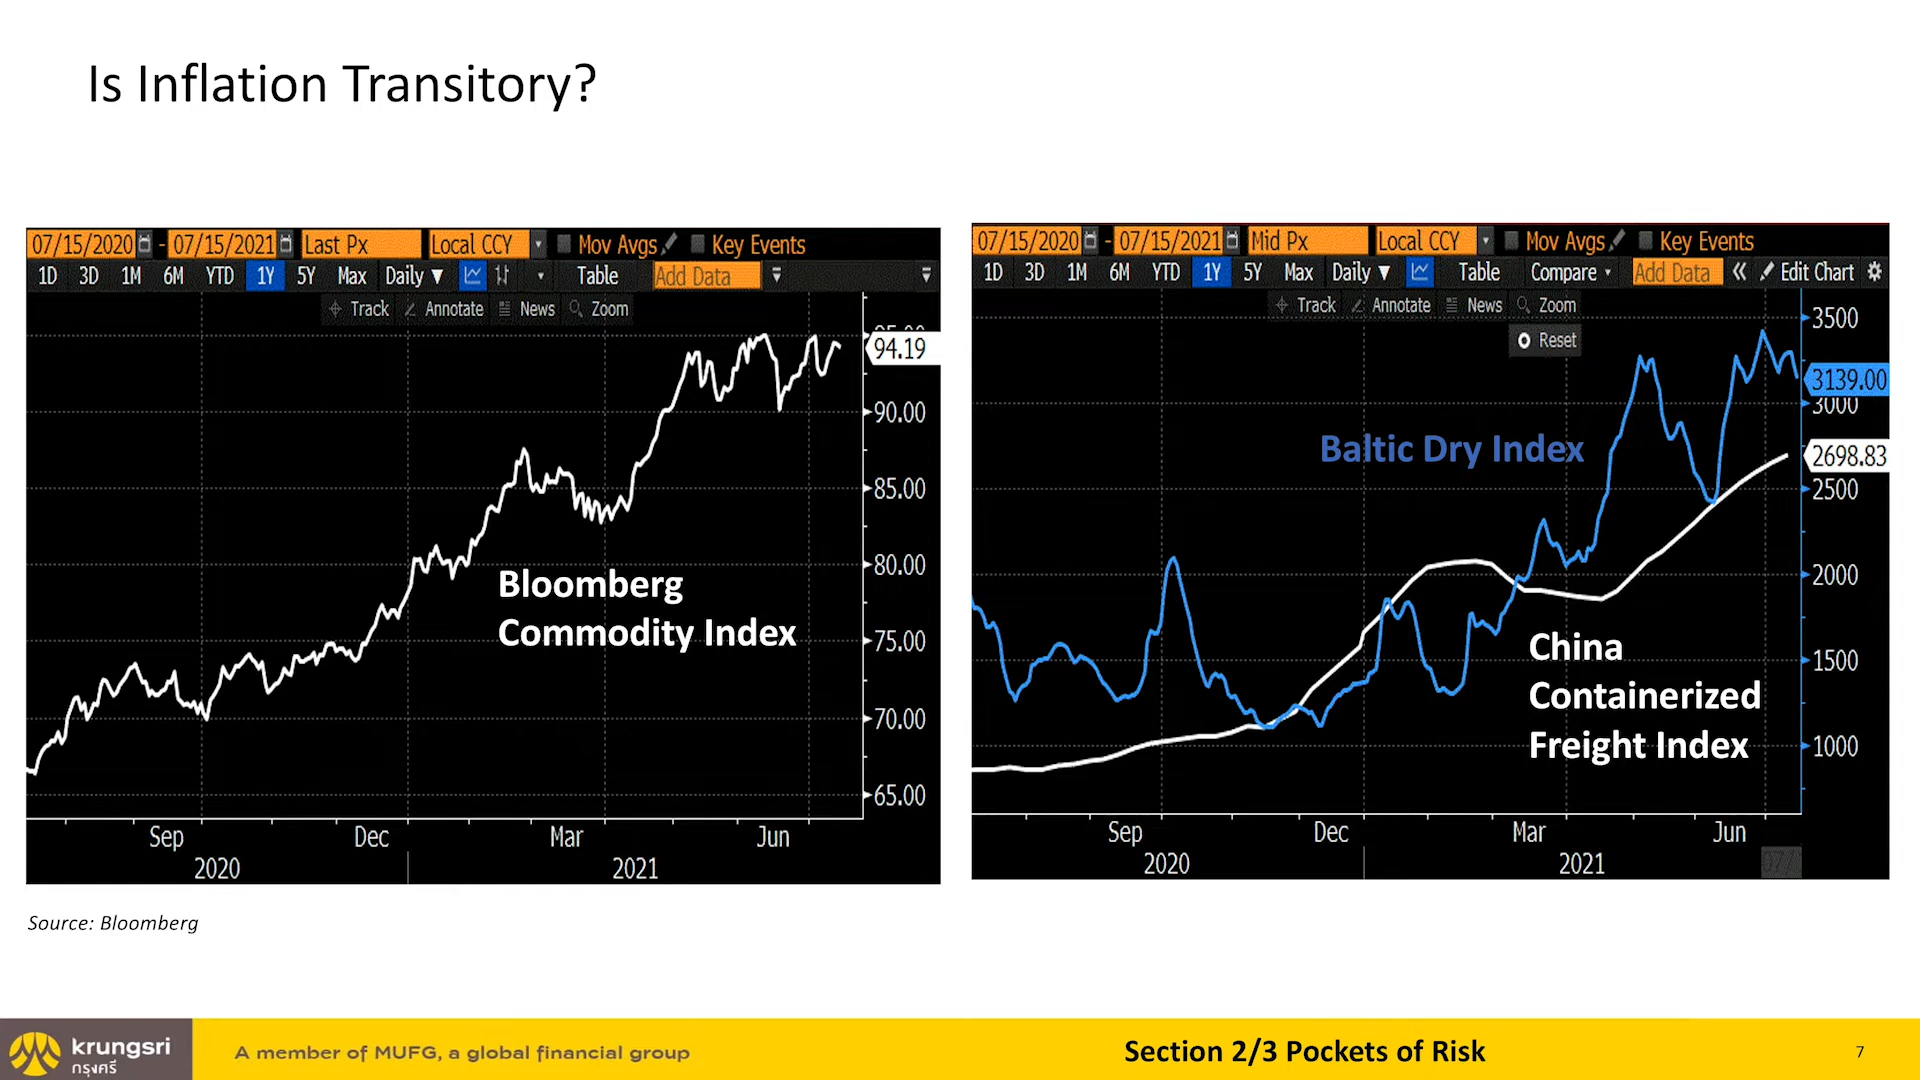 Is Inflation Transitory?
07/15/2020 - 07/15/2021 Last Px Local CCY Mov Avgs Key Events
1D 3D 1M 6M YTD 1Y 5Y Max Daily ▼ Table Add Data
Track Annotate News Zoom
95.00
94.19
90.00
85.00
80.00
75.00
70.00
65.00
Bloomberg
Commodity Index
Sep Dec Mar Jun
2020 2021
07/15/2020 - 07/15/2021 Mid Px Local CCY Mov Avgs Key Events
1D 3D 1M 6M YTD 1Y 5Y Max Daily ▼ Table Compare Add Data « Edit Chart
Track Annotate News Zoom
Reset
3500
3139.00
3000
2698.83
2500
2000
1500
1000
Baltic Dry Index
China
Containerized
Freight Index
Sep Dec Mar Jun
2020 2021
Source: Bloomberg
krungsri
กรุงศรี
A member of MUFG, a global financial group
Section 2/3 Pockets of Risk
7